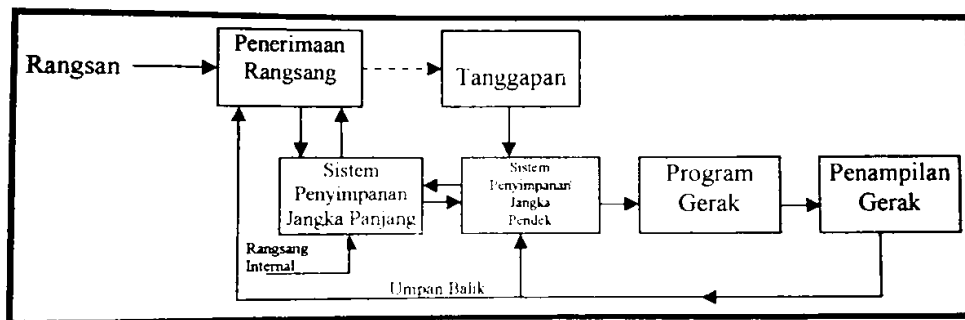 Rangsan
Penerimaan
Rangsang
Tanggapan
Sistem
Penyimpanan
Jangka Panjang
Sistem
Penyimpanan
Jangka
Pendek
Program
Gerak
Penampilan
Gerak
Rangsang
Internal
Umpan Balik